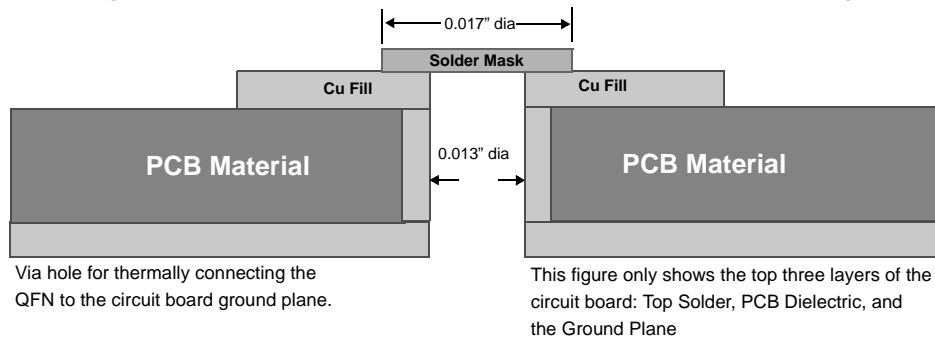 0.017” dia
Solder Mask
Cu Fill
Cu Fill
PCB Material
0.013” dia
PCB Material
Via hole for thermally connecting the
QFN to the circuit board ground plane.
This figure only shows the top three layers of the
circuit board: Top Solder, PCB Dielectric, and
the Ground Plane